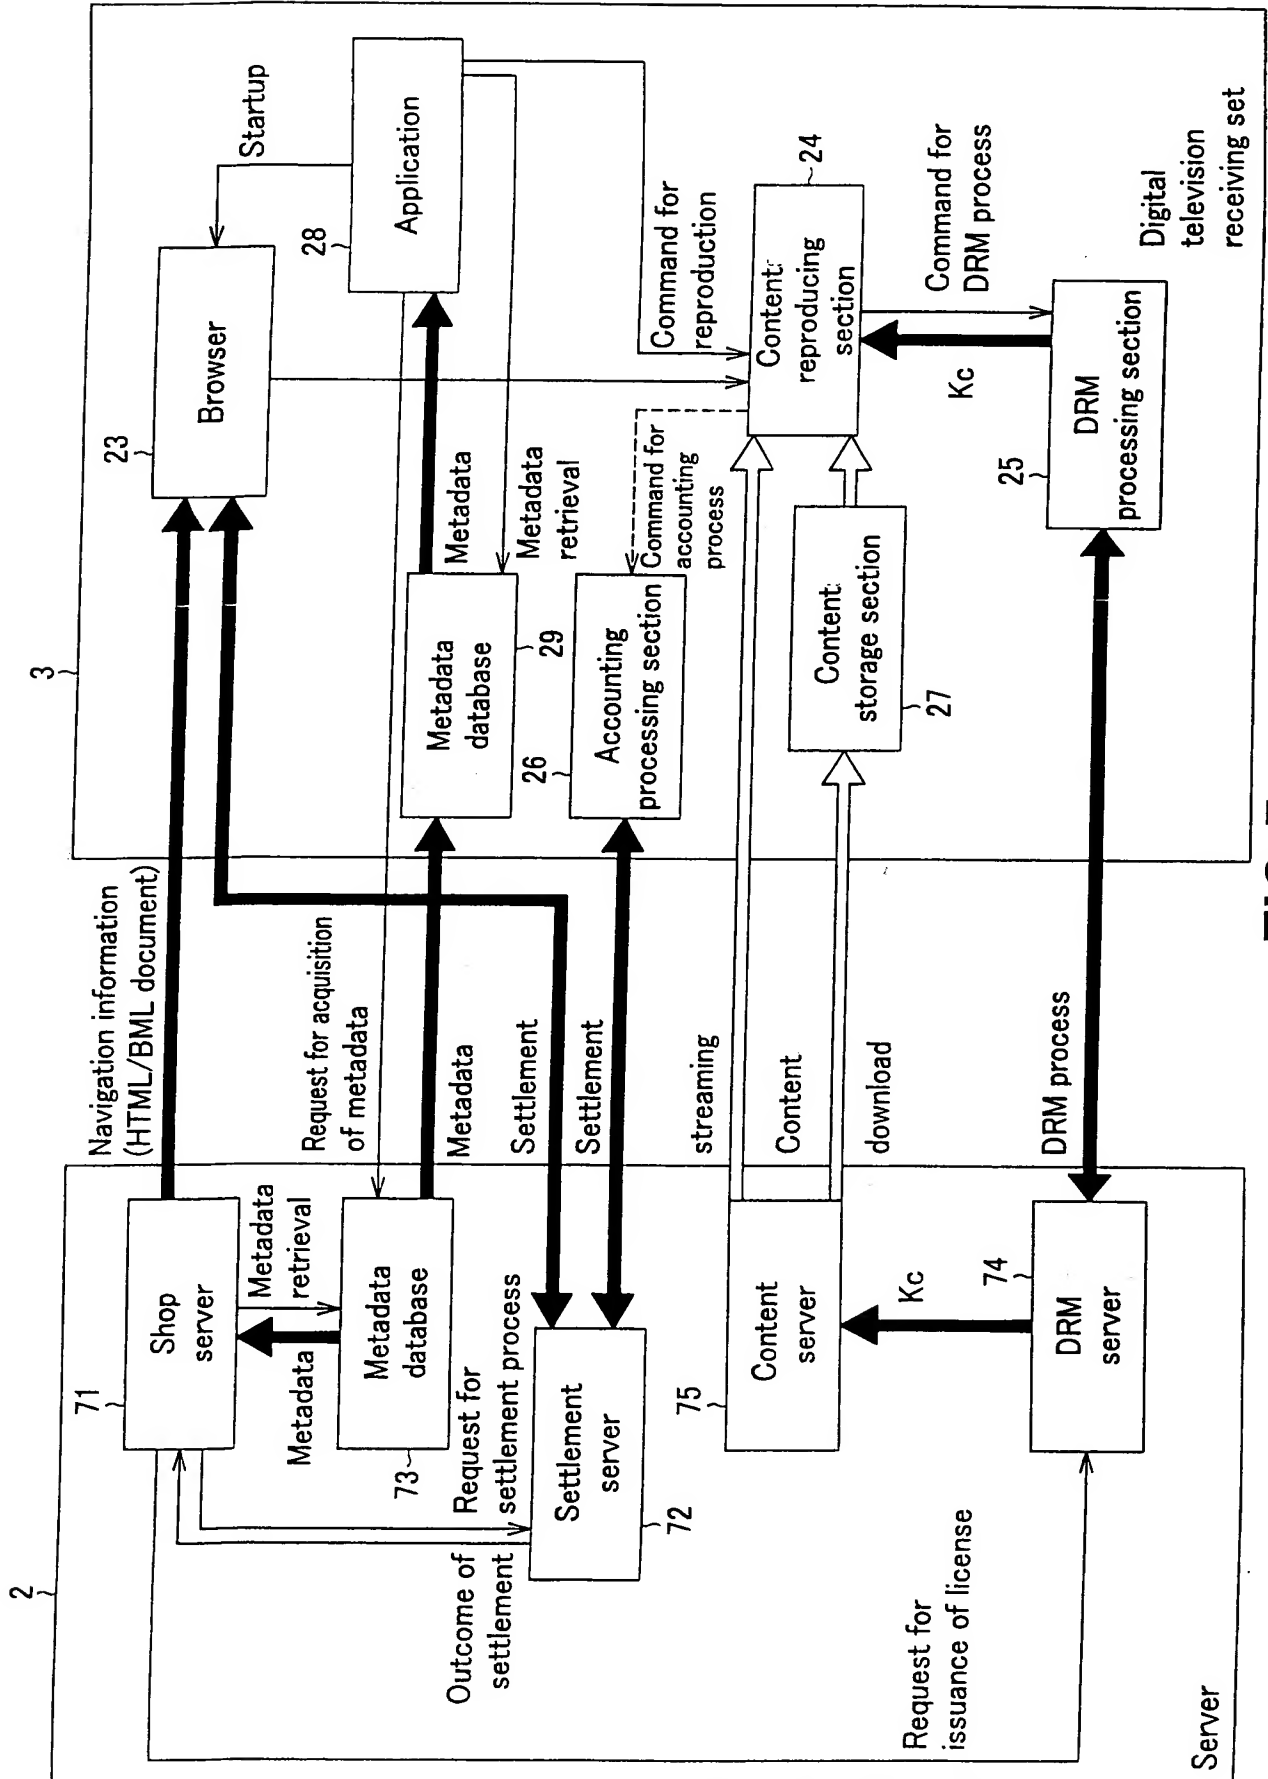 2
Server
71
Shop
server
Navigation information
(HTML/BML document)
Metadata
retrieval
Metadata
Metadata
database
73
Request for acquisition
of metadata
Metadata
Request for
settlement process
Outcome of
settlement
Settlement
server
72
Settlement
Settlement
75
Content
server
streaming
Content
download
Kc
74
DRM
server
DRM process
Request for
issuance of license
3
23
Browser
Startup
28
Application
Metadata
Metadata
retrieval
Metadata
database
29
26
Accounting
processing section
Command for
accounting
process
Command for
reproduction
Content
reproducing
section
24
Content
storage section
27
Command for
DRM process
Kc
25
DRM
processing section
Digital
television
receiving set